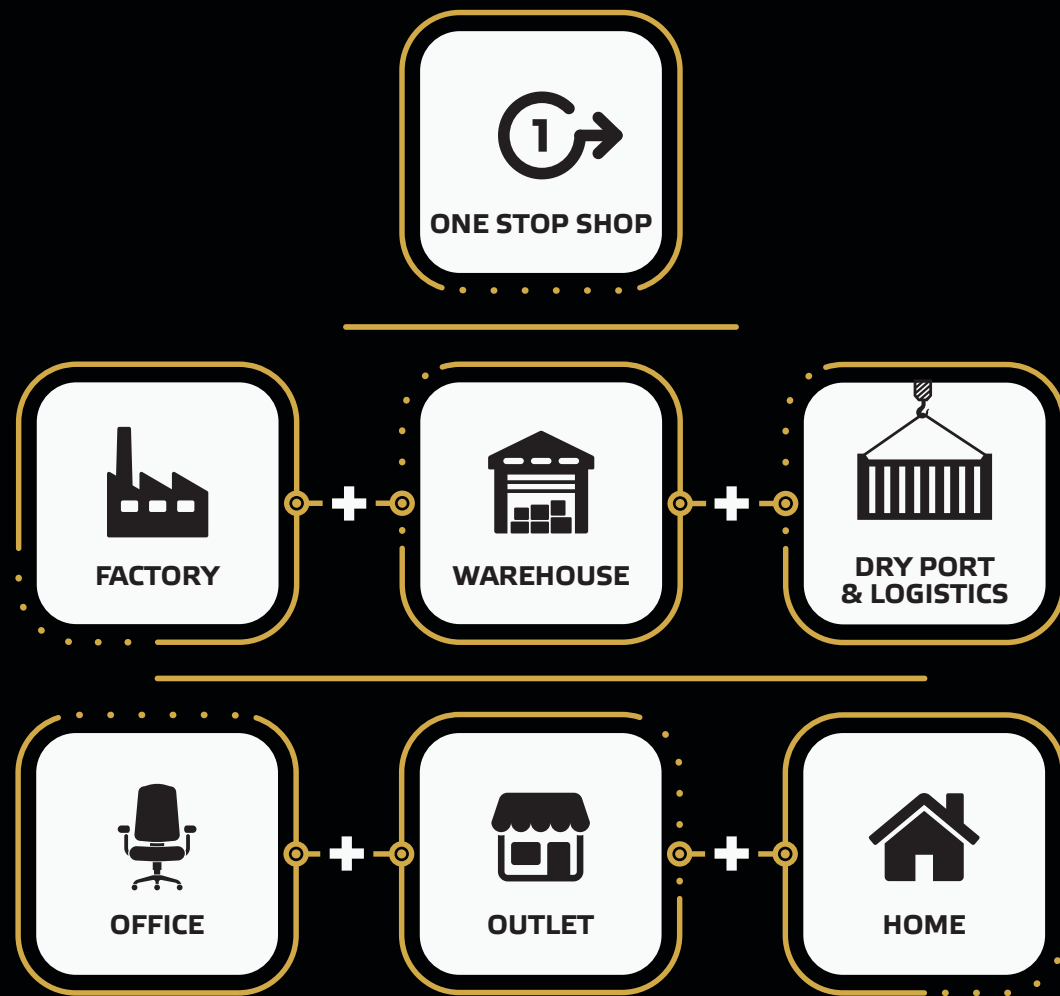 1
ONE STOP SHOP
FACTORY
WAREHOUSE
DRY PORT
& LOGISTICS
OFFICE
OUTLET
HOME